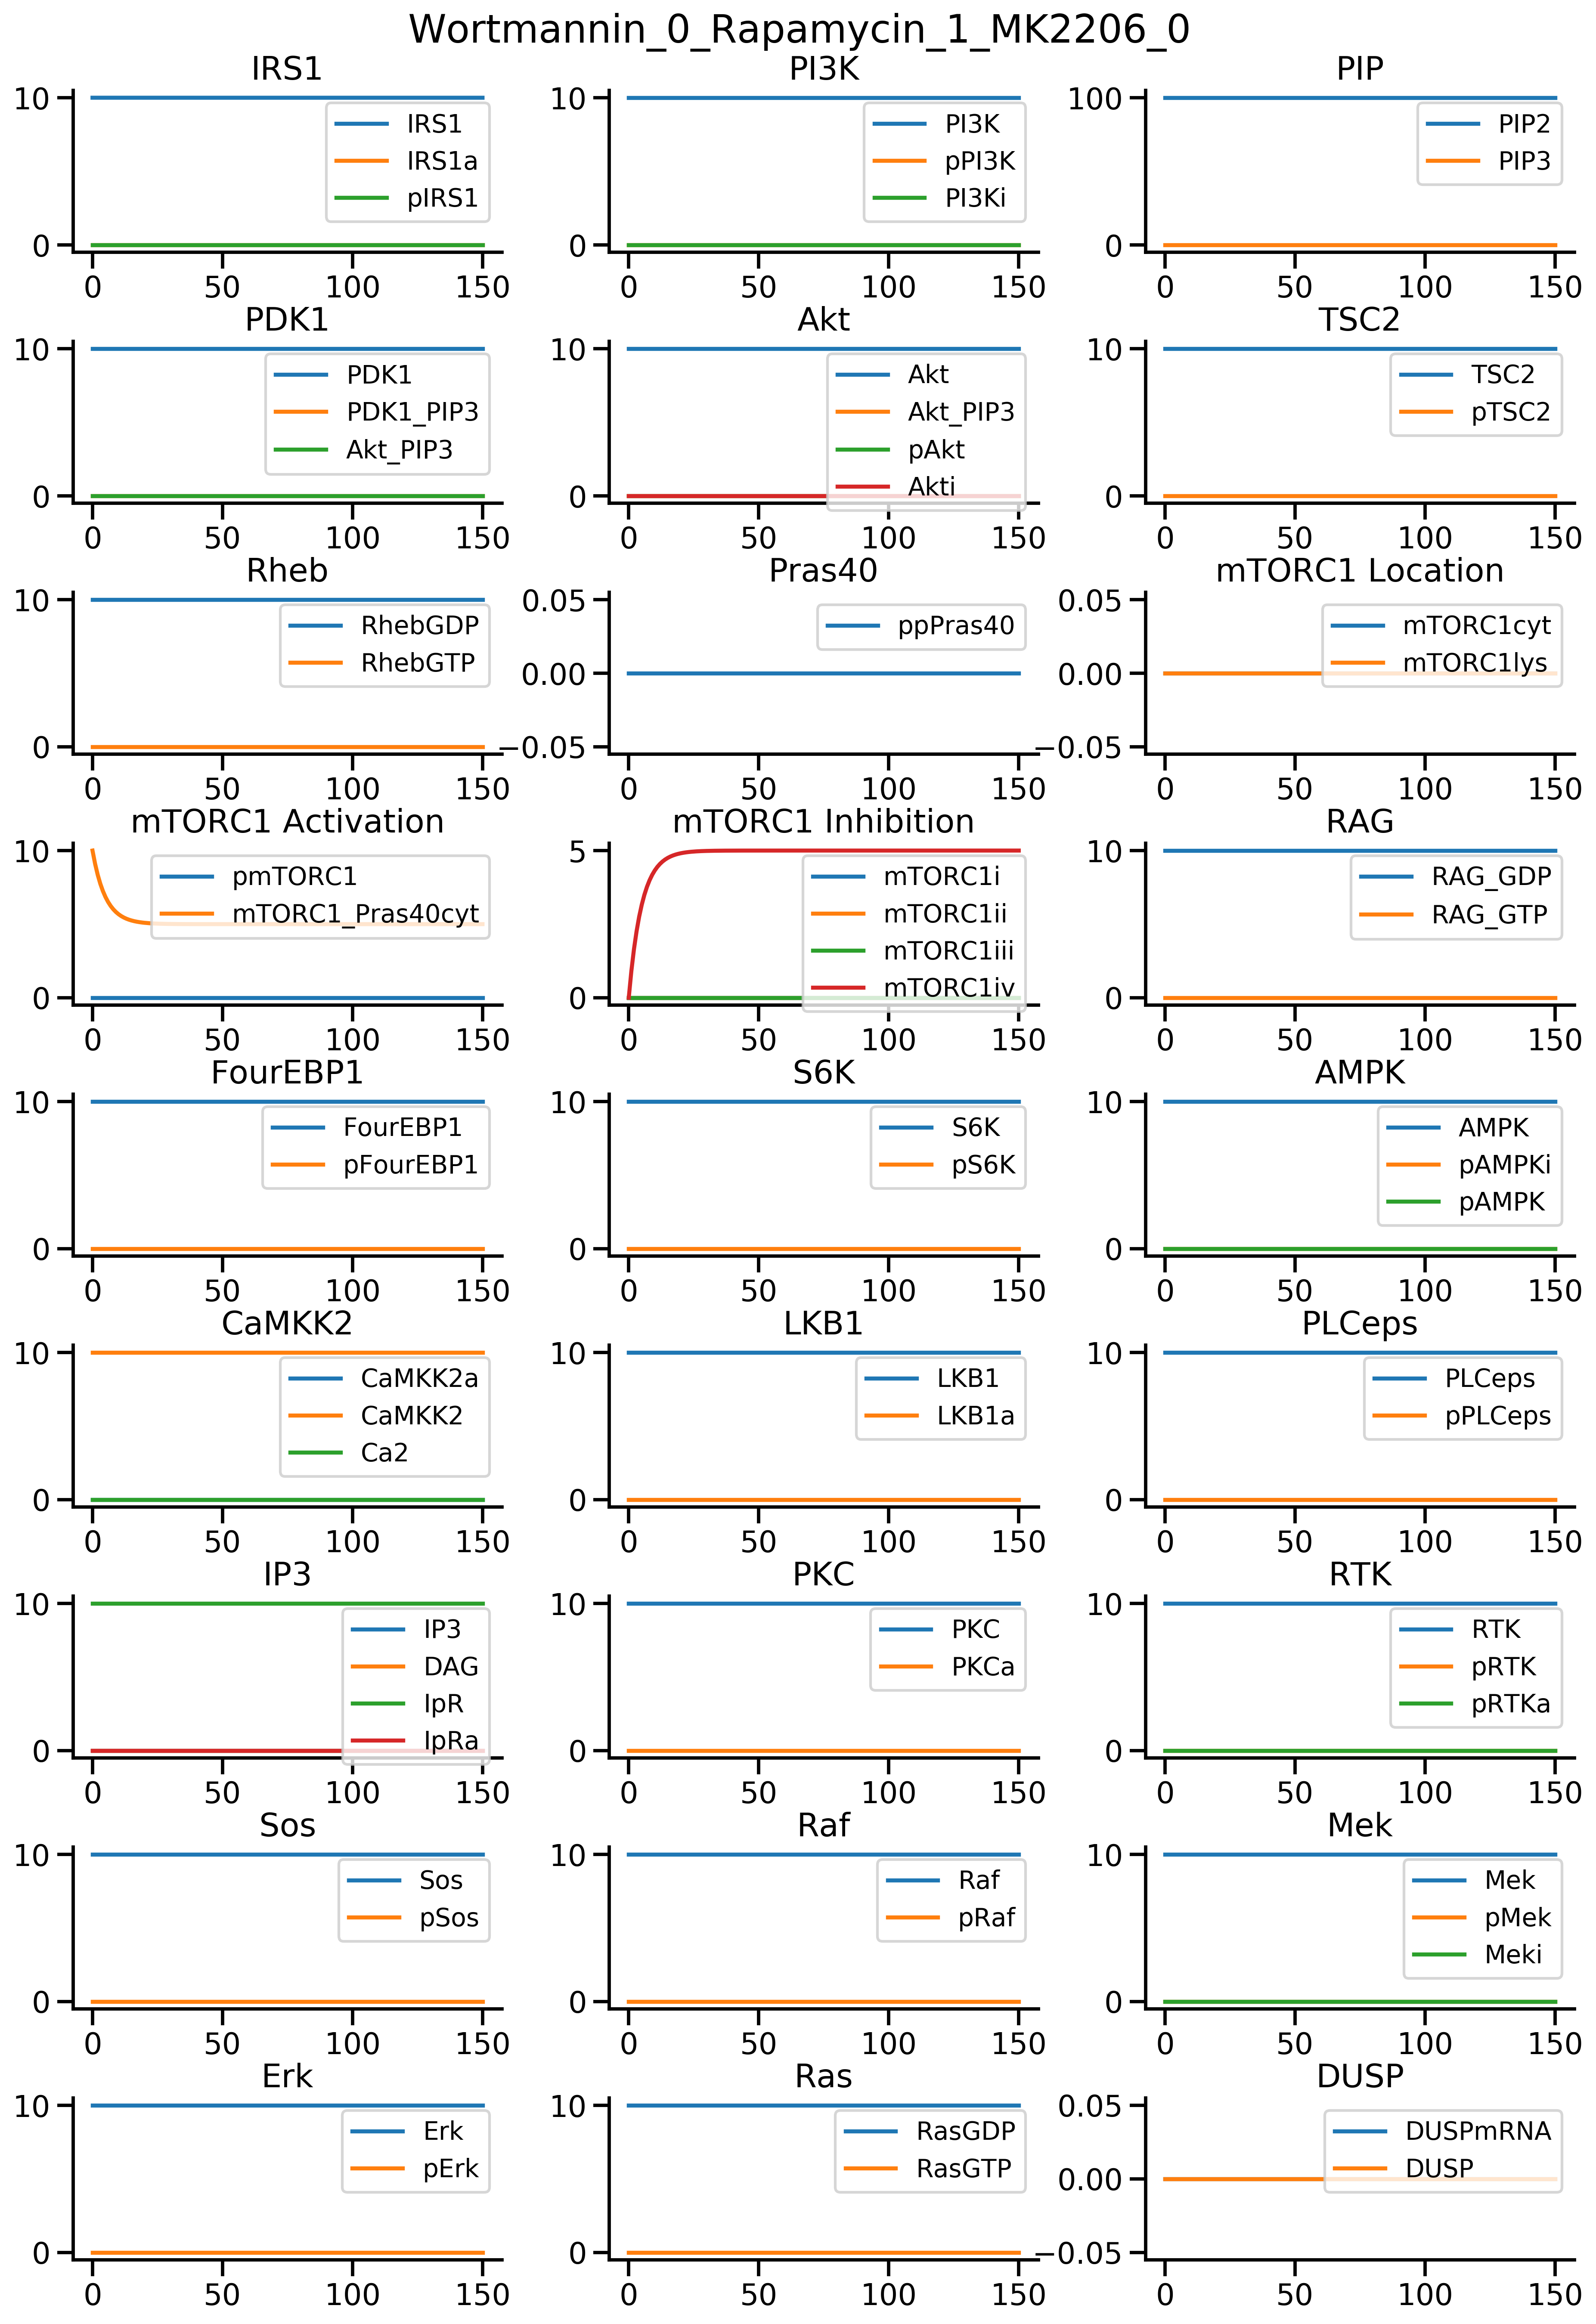 Wortmannin_0_Rapamycin_1_MK2206_0
IRS1
10
0
0 50 100 150
IRS1
IRS1a
pIRS1
PI3K
10
0
0 50 100 150
PI3K
pPI3K
PI3Ki
PIP
100
0
0 50 100 150
PIP2
PIP3
PDK1
10
0
0 50 100 150
PDK1
PDK1_PIP3
Akt_PIP3
Akt
10
0
0 50 100 150
Akt
Akt_PIP3
pAkt
Akti
TSC2
10
0
0 50 100 150
TSC2
pTSC2
Rheb
10
0
0 50 100 150
RhebGDP
RhebGTP
Pras40
0.05
0.00
−0.05
0 50 100 150
ppPras40
mTORC1 Location
0.05
0.00
−0.05
0 50 100 150
mTORC1cyt
mTORC1lys
mTORC1 Activation
10
0
0 50 100 150
pmTORC1
mTORC1_Pras40cyt
mTORC1 Inhibition
5
0
0 50 100 150
mTORC1i
mTORC1ii
mTORC1iii
mTORC1iv
RAG
10
0
0 50 100 150
RAG_GDP
RAG_GTP
FourEBP1
10
0
0 50 100 150
FourEBP1
pFourEBP1
S6K
10
0
0 50 100 150
S6K
pS6K
AMPK
10
0
0 50 100 150
AMPK
pAMPKi
pAMPK
CaMKK2
10
0
0 50 100 150
CaMKK2a
CaMKK2
Ca2
LKB1
10
0
0 50 100 150
LKB1
LKB1a
PLCeps
10
0
0 50 100 150
PLCeps
pPLCeps
IP3
10
0
0 50 100 150
IP3
DAG
IpR
IpRa
PKC
10
0
0 50 100 150
PKC
PKCa
RTK
10
0
0 50 100 150
RTK
pRTK
pRTKa
Sos
10
0
0 50 100 150
Sos
pSos
Raf
10
0
0 50 100 150
Raf
pRaf
Mek
10
0
0 50 100 150
Mek
pMek
Meki
Erk
10
0
0 50 100 150
Erk
pErk
Ras
10
0
0 50 100 150
RasGDP
RasGTP
DUSP
0.05
0.00
−0.05
0 50 100 150
DUSPmRNA
DUSP